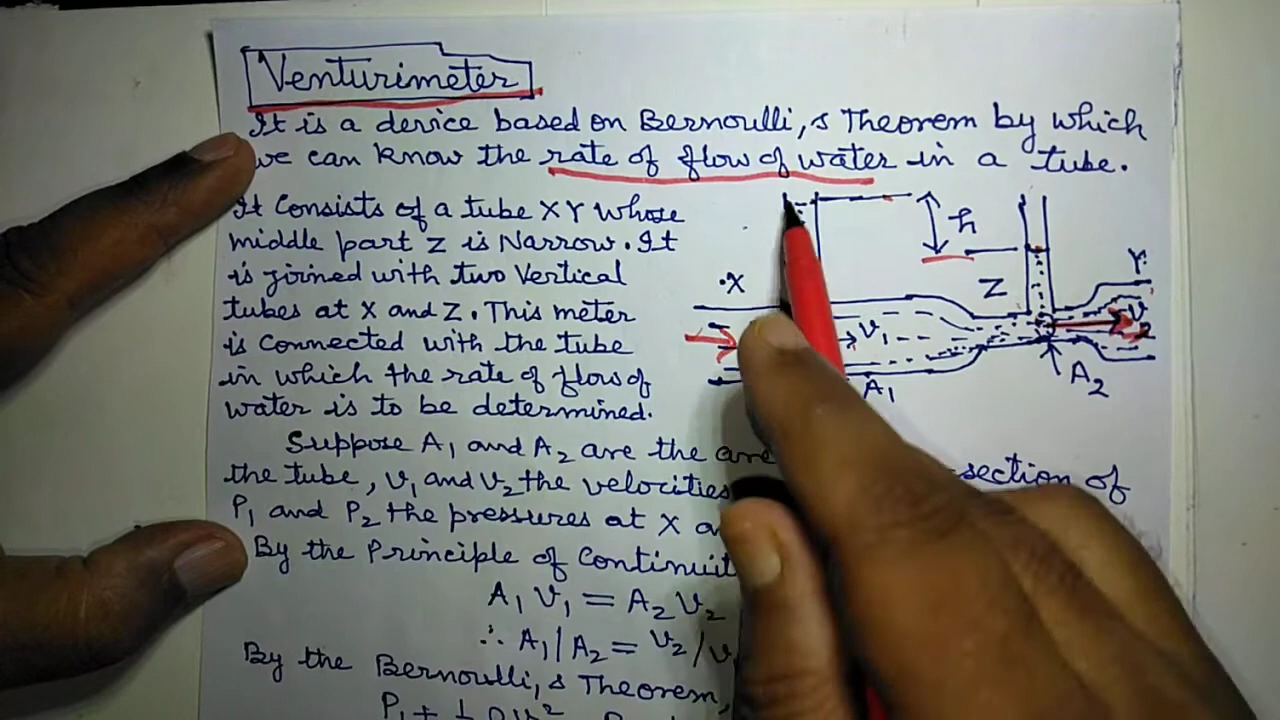 Venturimeter
It is a device based on Bernoulli,s Theorem by which
we can know the rate of flow of water in a tube.
It consists of a tube XY whose
middle part Z is Narrow. It
is joined with two Vertical
tubes at X and Z. This meter
is connected with the tube
in which the rate of flow of
water is to be determined.
h
.X
Z
Y
V₁
V₂
A₁
A₂
Suppose A₁ and A₂ are the section of
the tube, V₁ and V₂ the velocities
P₁ and P₂ the pressures at X
By the Principle of
A₁ V₁ = A₂ V₂
∴ A₁/A₂ = V₂/V
By the Bernoulli,s Theorem,
P₁ +